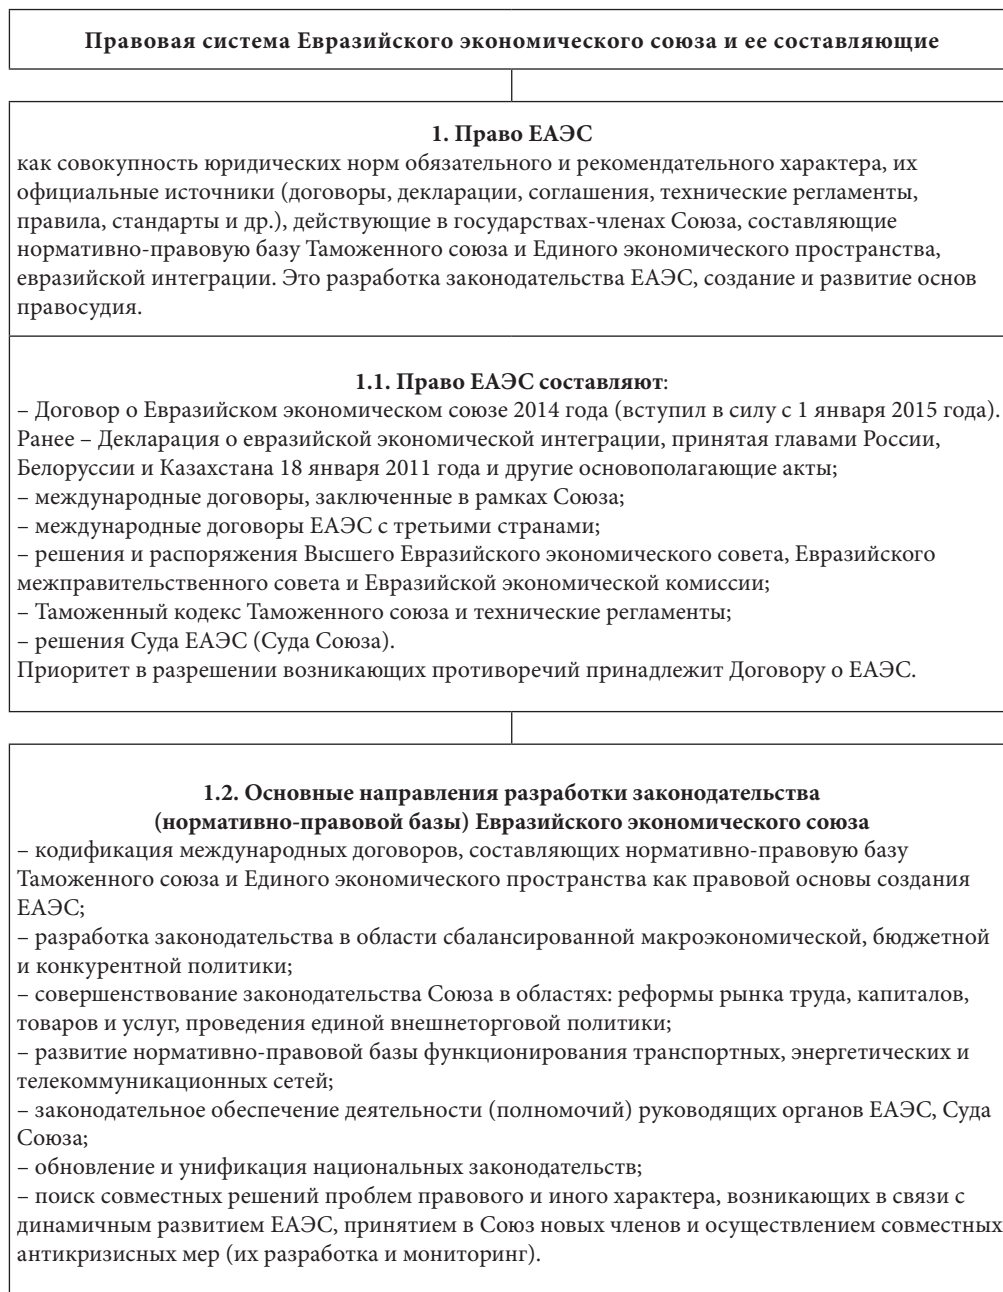 Правовая система Евразийского экономического союза и ее составляющие
1. Право ЕАЭС
как совокупность юридических норм обязательного и рекомендательного характера, их
официальные источники (договоры, декларации, соглашения, технические регламенты,
правила, стандарты и др.), действующие в государствах-членах Союза, составляющие
нормативно-правовую базу Таможенного союза и Единого экономического пространства,
евразийской интеграции. Это разработка законодательства ЕАЭС, создание и развитие основ
правосудия.
1.1. Право ЕАЭС составляют:
– Договор о Евразийском экономическом союзе 2014 года (вступил в силу с 1 января 2015 года).
Ранее – Декларация о евразийской экономической интеграции, принятая главами России,
Белоруссии и Казахстана 18 января 2011 года и другие основополагающие акты;
– международные договоры, заключенные в рамках Союза;
– международные договоры ЕАЭС с третьими странами;
– решения и распоряжения Высшего Евразийского экономического совета, Евразийского
межправительственного совета и Евразийской экономической комиссии;
– Таможенный кодекс Таможенного союза и технические регламенты;
– решения Суда ЕАЭС (Суда Союза).
Приоритет в разрешении возникающих противоречий принадлежит Договору о ЕАЭС.
1.2. Основные направления разработки законодательства
(нормативно-правовой базы) Евразийского экономического союза
– кодификация международных договоров, составляющих нормативно-правовую базу
Таможенного союза и Единого экономического пространства как правовой основы создания
ЕАЭС;
– разработка законодательства в области сбалансированной макроэкономической, бюджетной
и конкурентной политики;
– совершенствование законодательства Союза в областях: реформы рынка труда, капиталов,
товаров и услуг, проведения единой внешнеторговой политики;
– развитие нормативно-правовой базы функционирования транспортных, энергетических и
телекоммуникационных сетей;
– законодательное обеспечение деятельности (полномочий) руководящих органов ЕАЭС, Суда
Союза;
– обновление и унификация национальных законодательств;
– поиск совместных решений проблем правового и иного характера, возникающих в связи с
динамичным развитием ЕАЭС, принятием в Союз новых членов и осуществлением совместных
антикризисных мер (их разработка и мониторинг).